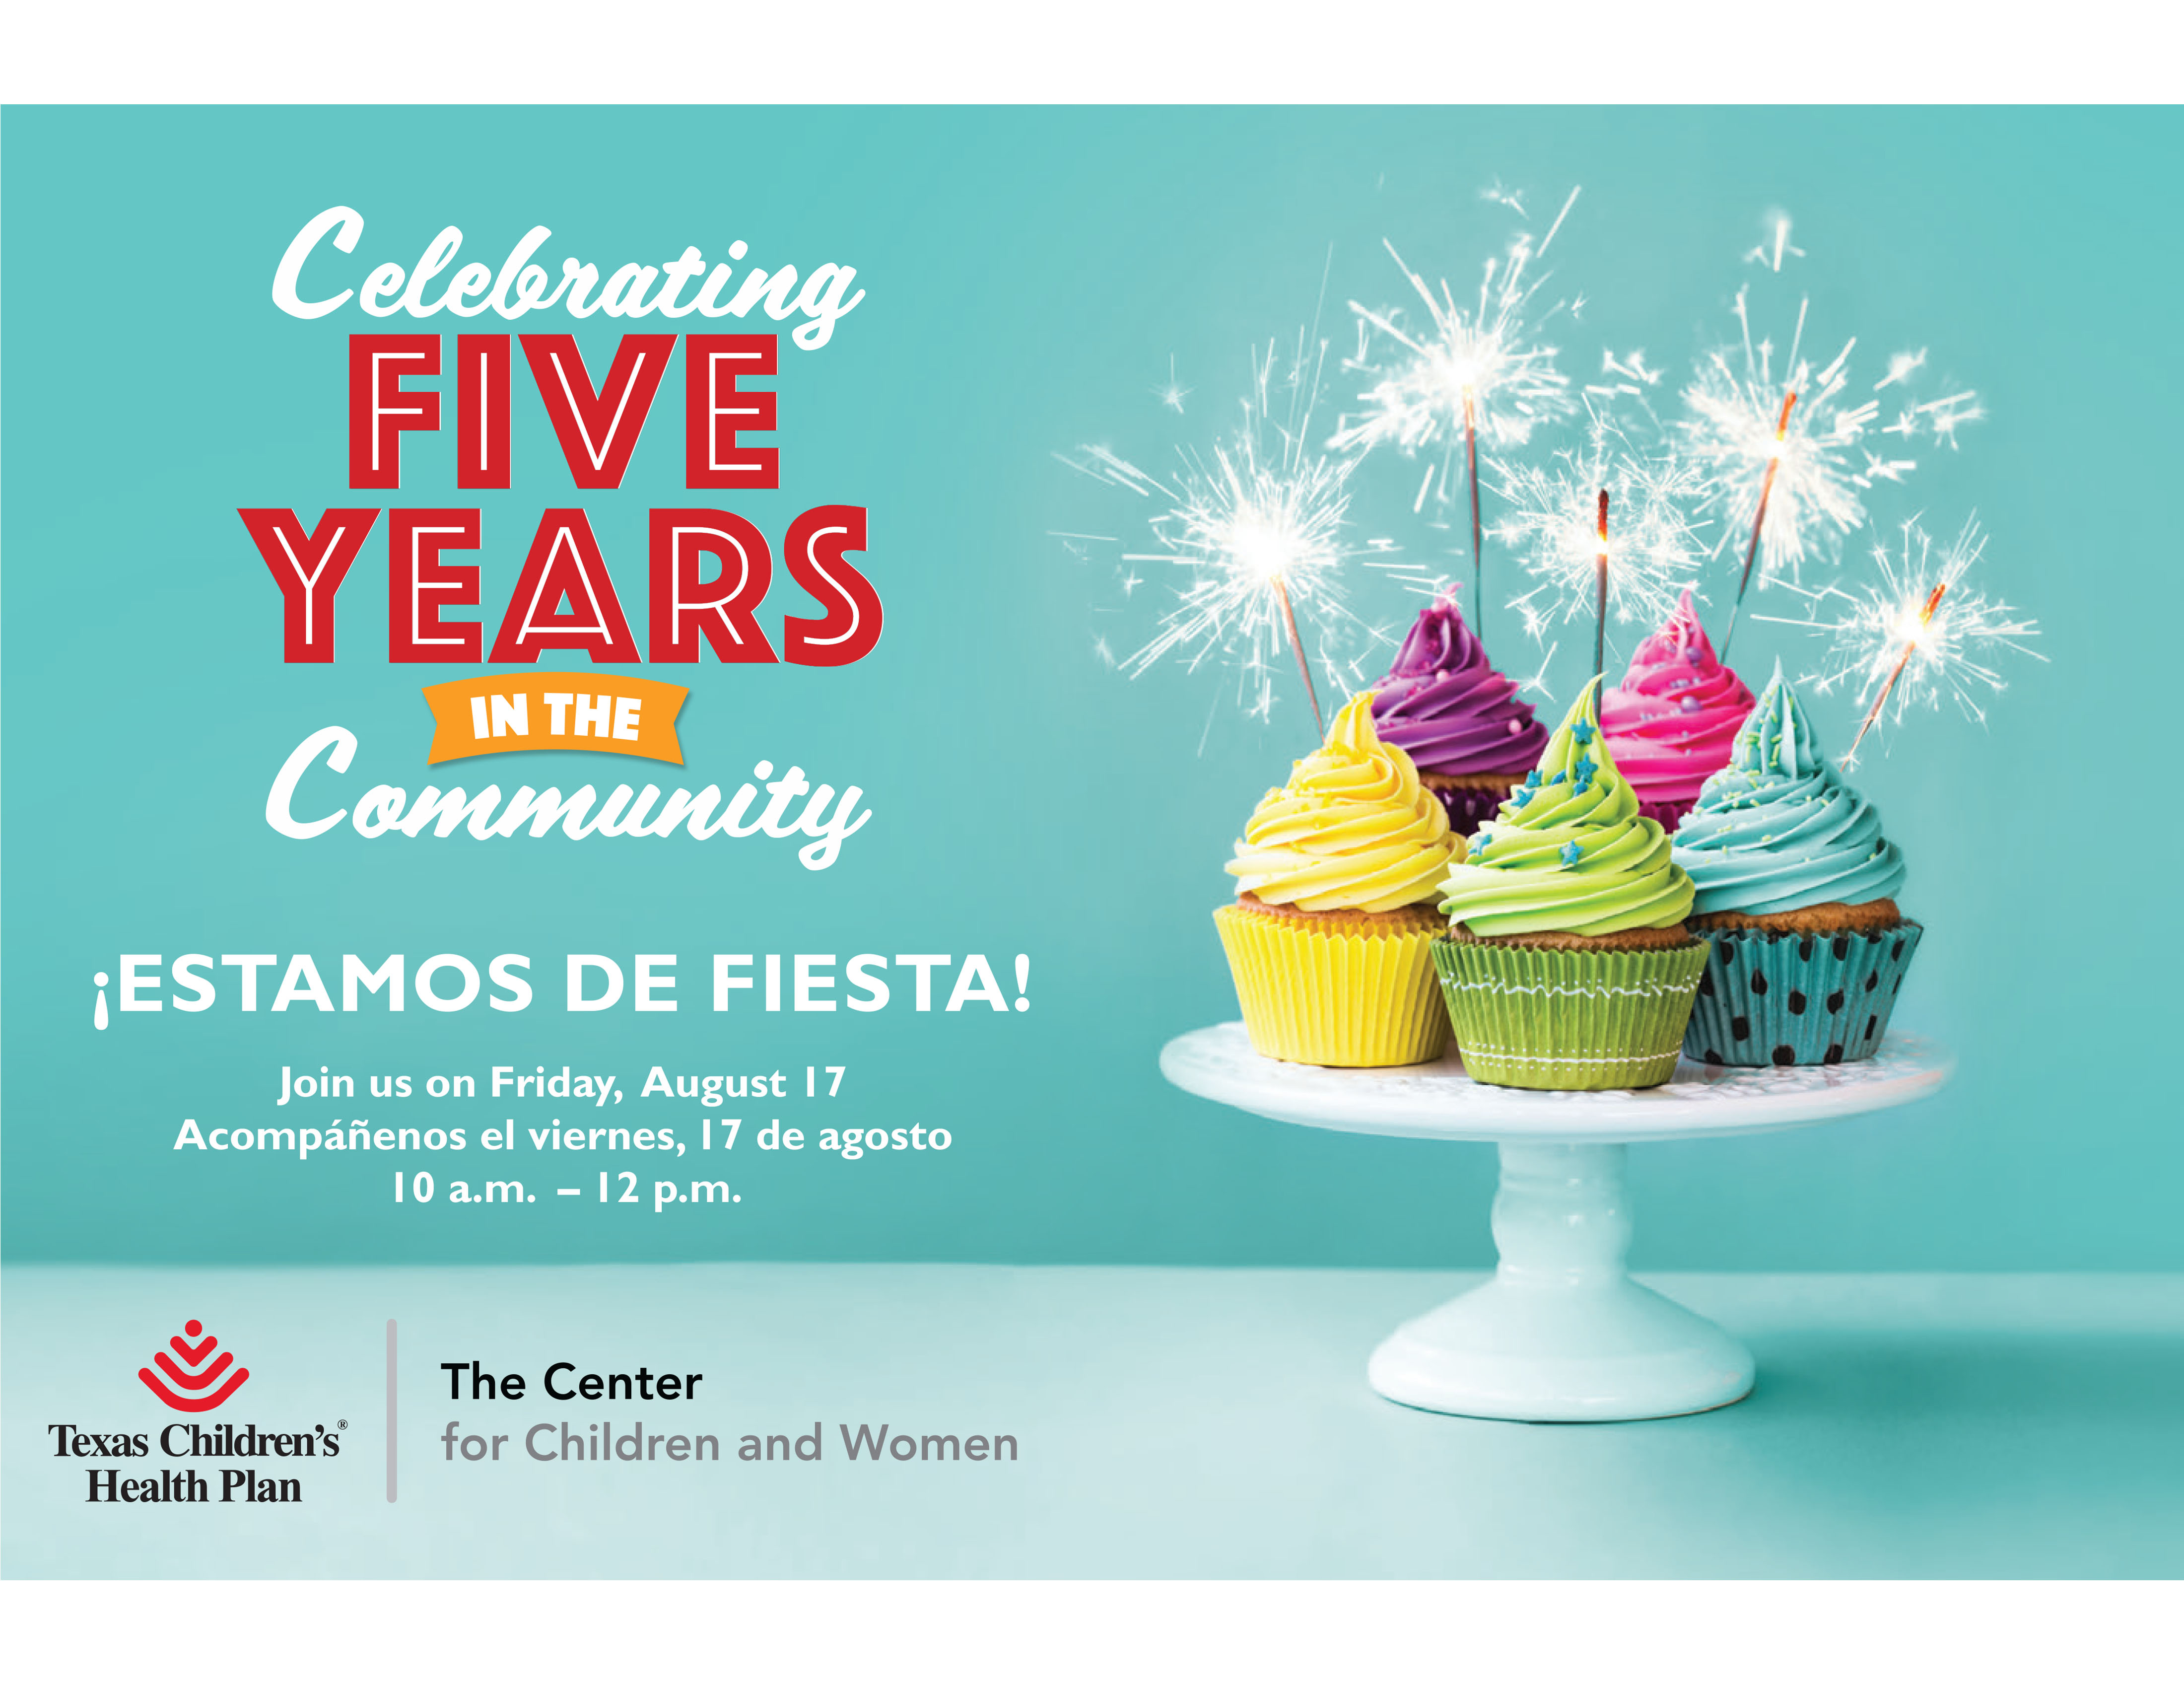 Celebrating
FIVE
YEARS
IN THE
Community
¡ESTAMOS DE FIESTA!
Join us on Friday, August 17
Acompáñenos el viernes, 17 de agosto
10 a.m. – 12 p.m.
Texas Children's®
Health Plan
The Center
for Children and Women